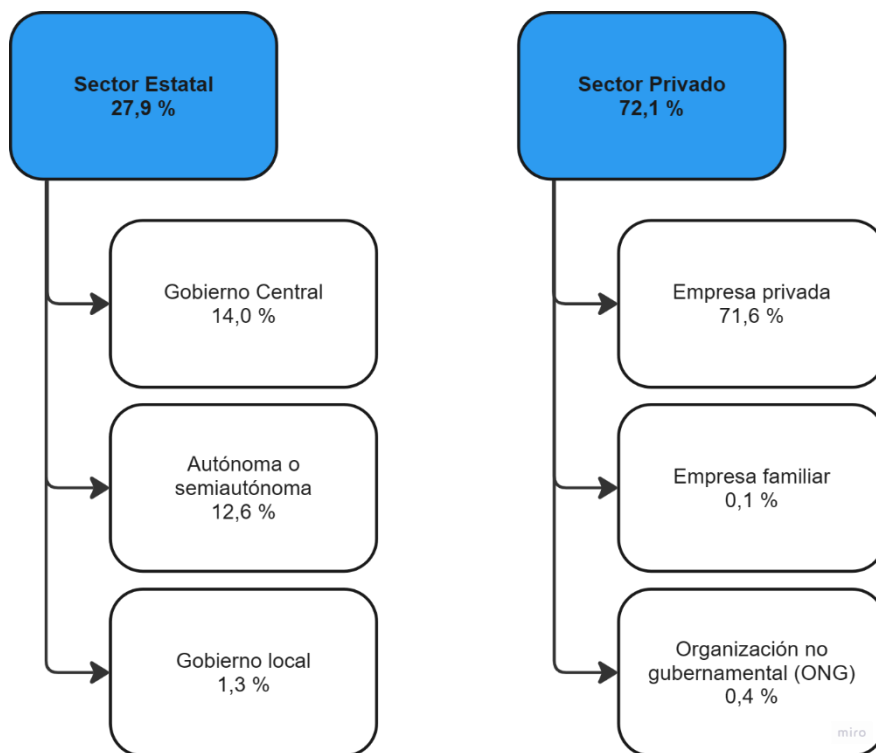 Sector Estatal
27,9 %
Gobierno Central
14,0 %
Autónoma o
semiautónoma
12,6 %
Gobierno local
1,3 %
Sector Privado
72,1 %
Empresa privada
71,6 %
Empresa familiar
0,1 %
Organización no
gubernamental (ONG)
0,4 %
miro